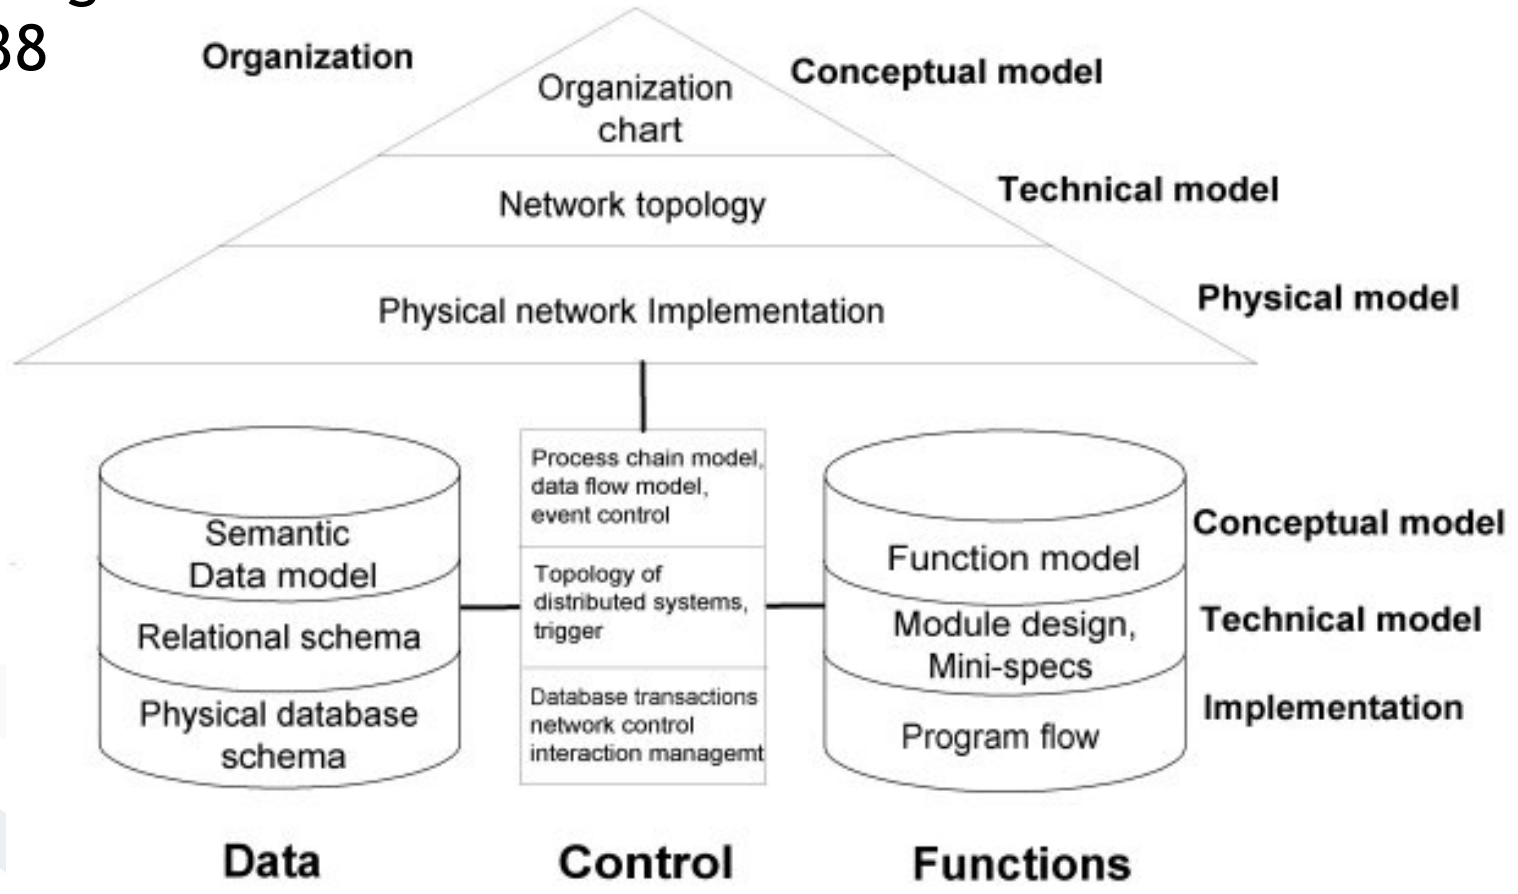 38
Organization
Conceptual model
Organization
chart
Technical model
Network topology
Physical model
Physical network Implementation
Semantic
Data model
Relational schema
Physical database
schema
Process chain model,
data flow model,
event control
Topology of
distributed systems,
trigger
Database transactions
network control
interaction managemt
Function model
Module design,
Mini-specs
Program flow
Conceptual model
Technical model
Implementation
Data
Control
Functions